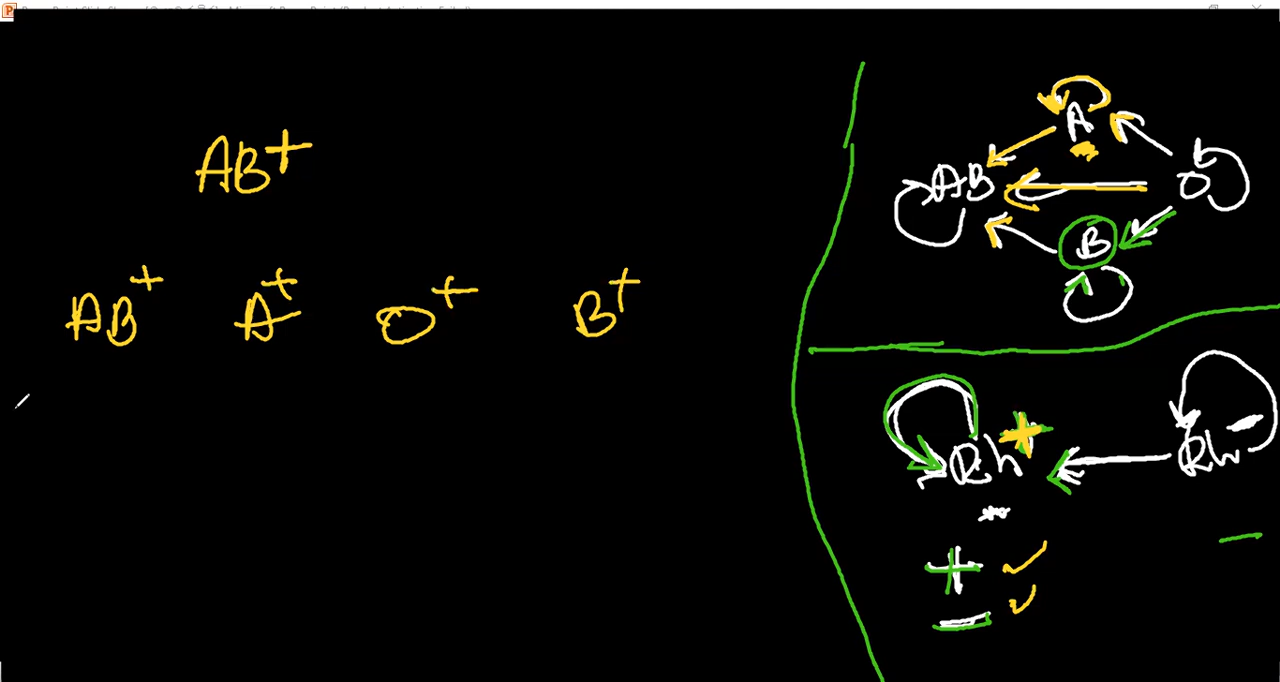 AB+
AB+ A+ O+ B+
A
AB O
B
Rh+ Rh-
+
-